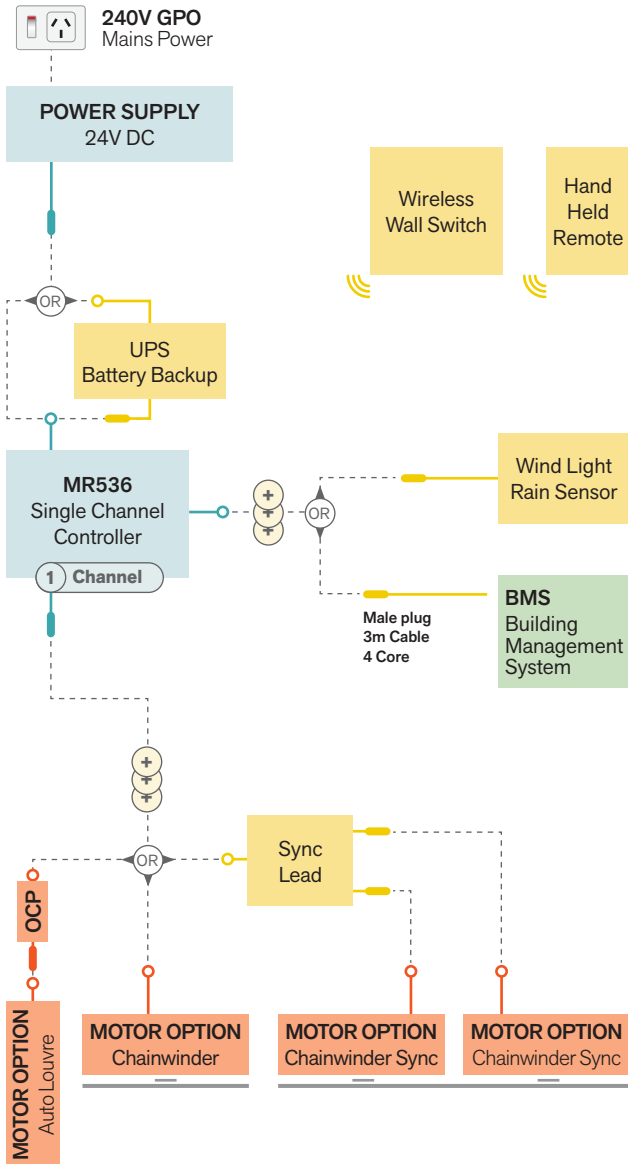 240V GPO
Mains Power
POWER SUPPLY
24V DC
Wireless
Wall Switch
Hand
Held
Remote
OR
UPS
Battery Backup
MR536
Single Channel
Controller
1 Channel
+
+
+
OR
Wind Light
Rain Sensor
Male plug
3m Cable
4 Core
BMS
Building
Management
System
+
+
+
OR
Sync
Lead
OCP
MOTOR OPTION
Auto Louvre
MOTOR OPTION
Chainwinder
MOTOR OPTION
Chainwinder Sync
MOTOR OPTION
Chainwinder Sync